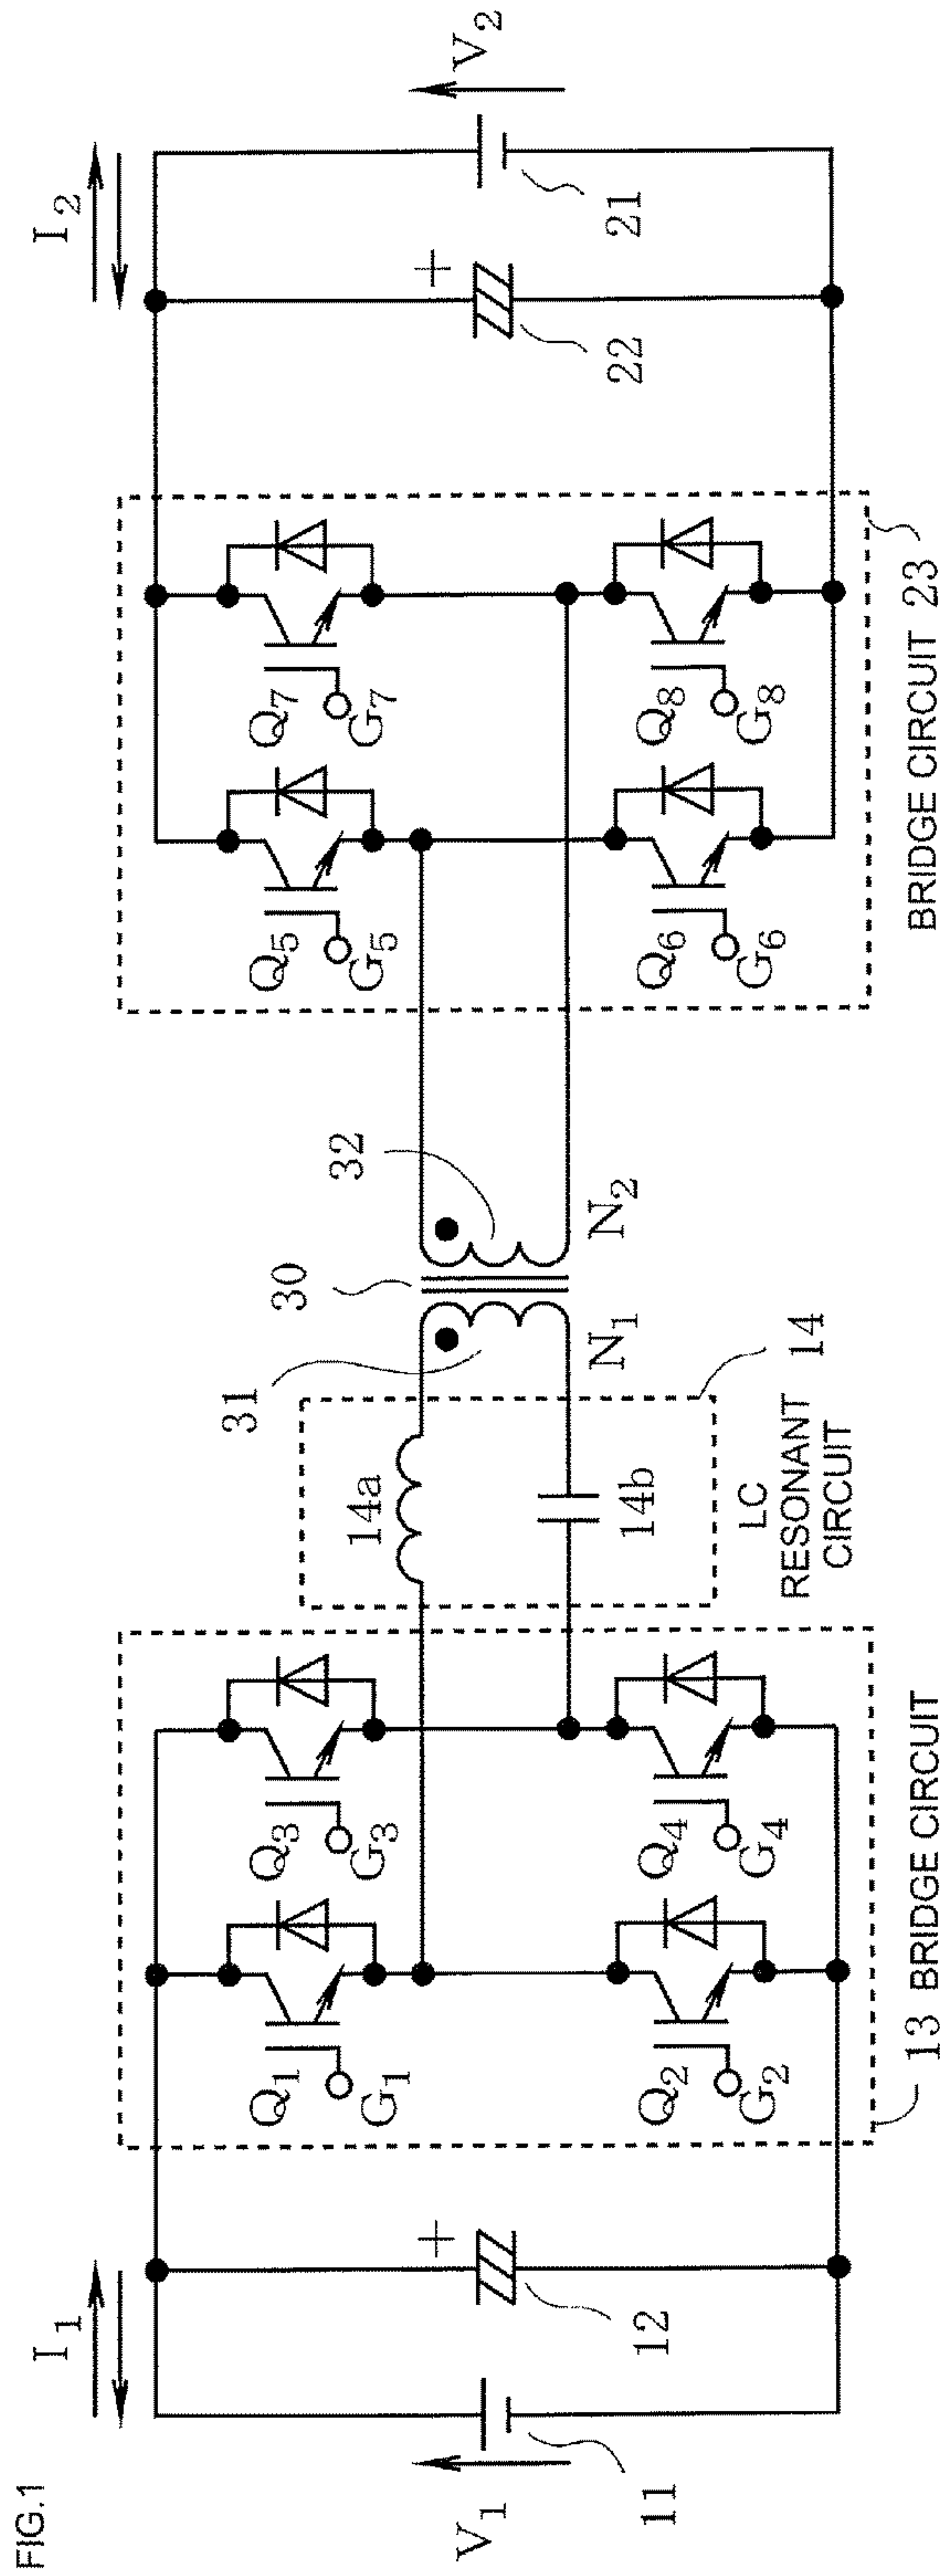 FIG.1
I1
I2
V1
11
12
+
Q1
G1
Q3
G3
Q2
G2
Q4
G4
13 BRIDGE CIRCUIT
14a
14b
LC
RESONANT
CIRCUIT
14
31
30
32
N1
N2
Q5
G5
Q7
G7
Q6
G6
Q8
G8
BRIDGE CIRCUIT 23
+
22
21
V2